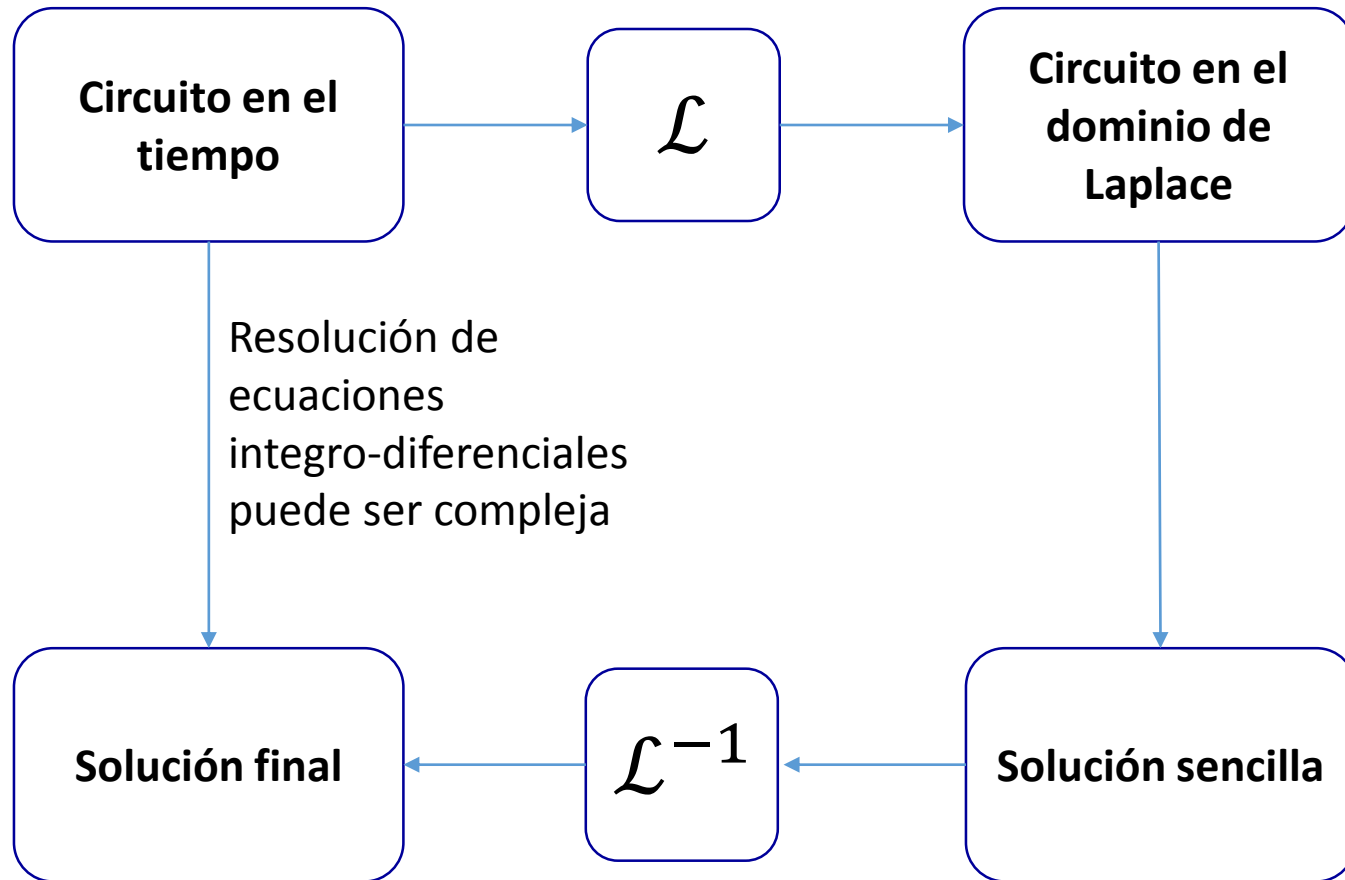 Circuito en el
tiempo
ℒ
Circuito en el
dominio de
Laplace
Resolución de
ecuaciones
integro-diferenciales
puede ser compleja
Solución final
ℒ⁻¹
Solución sencilla